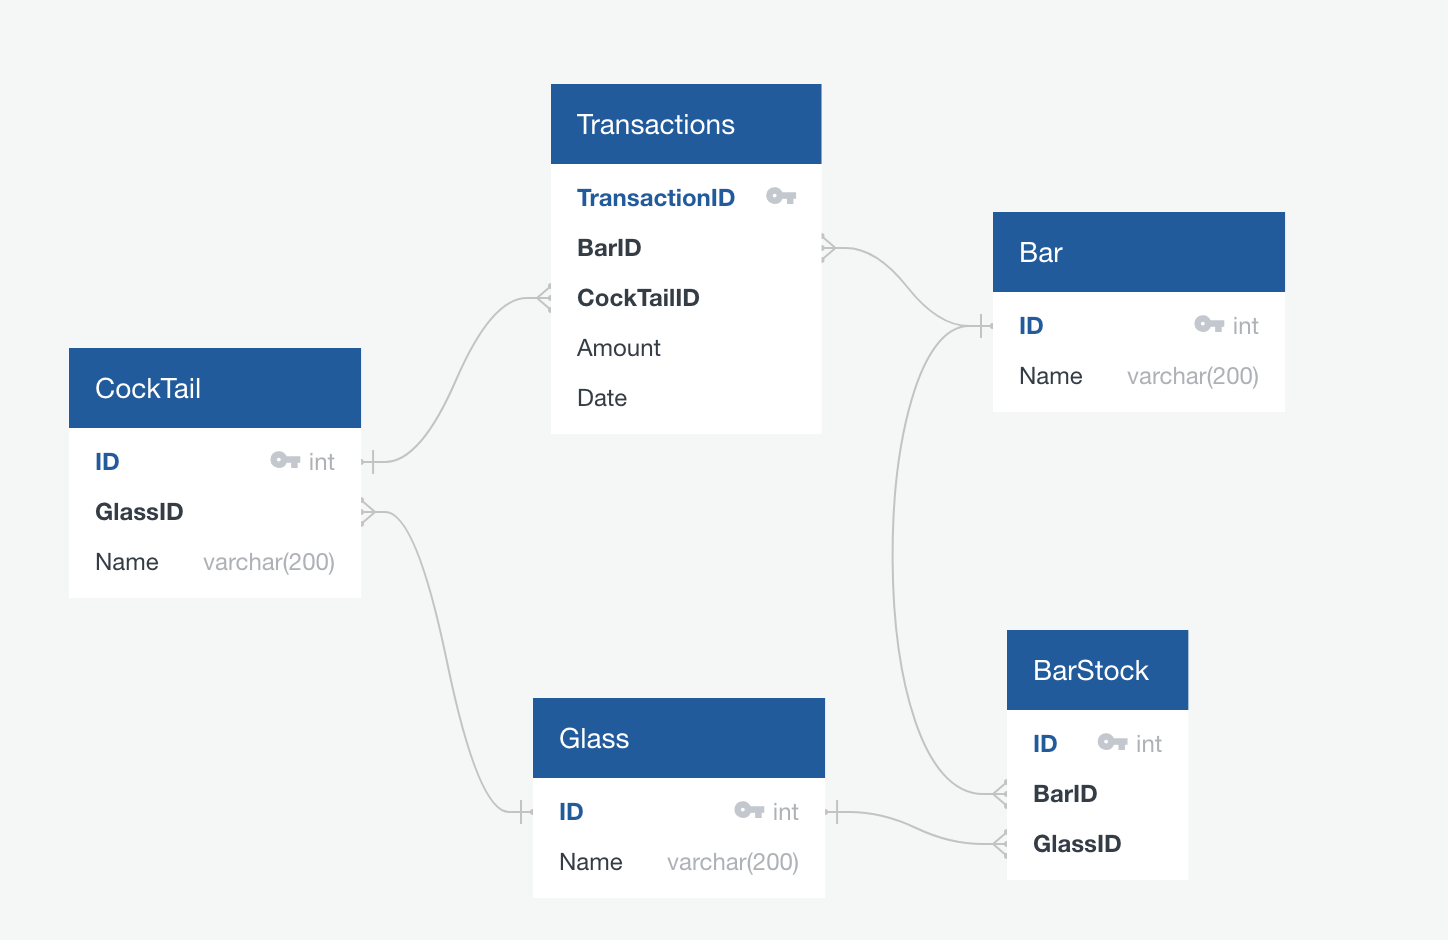 Transactions
TransactionID
BarID
CockTailID
Amount
Date
Bar
ID int
Name varchar(200)
CockTail
ID int
GlassID
Name varchar(200)
BarStock
ID int
BarID
GlassID
Glass
ID int
Name varchar(200)